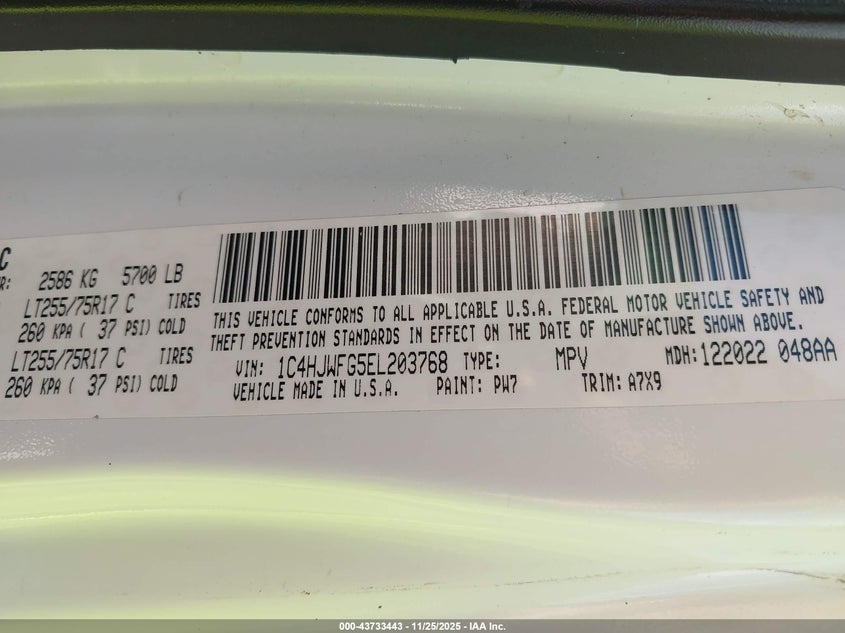 C
R: 2586 KG 5700 LB
LT255/75R17 C TIRES
260 KPA ( 37 PSI) COLD
LT255/75R17 C TIRES
260 KPA ( 37 PSI) COLD
THIS VEHICLE CONFORMS TO ALL APPLICABLE U.S.A. FEDERAL MOTOR VEHICLE SAFETY AND
THEFT PREVENTION STANDARDS IN EFFECT ON THE DATE OF MANUFACTURE SHOWN ABOVE.
VIN: 1C4HJWFG5EL203768 TYPE: MPV MDH: 122022 048AA
VEHICLE MADE IN U.S.A. PAINT: PW7 TRIM: A7X9
000-43733443 - 11/25/2025 - IAA Inc.